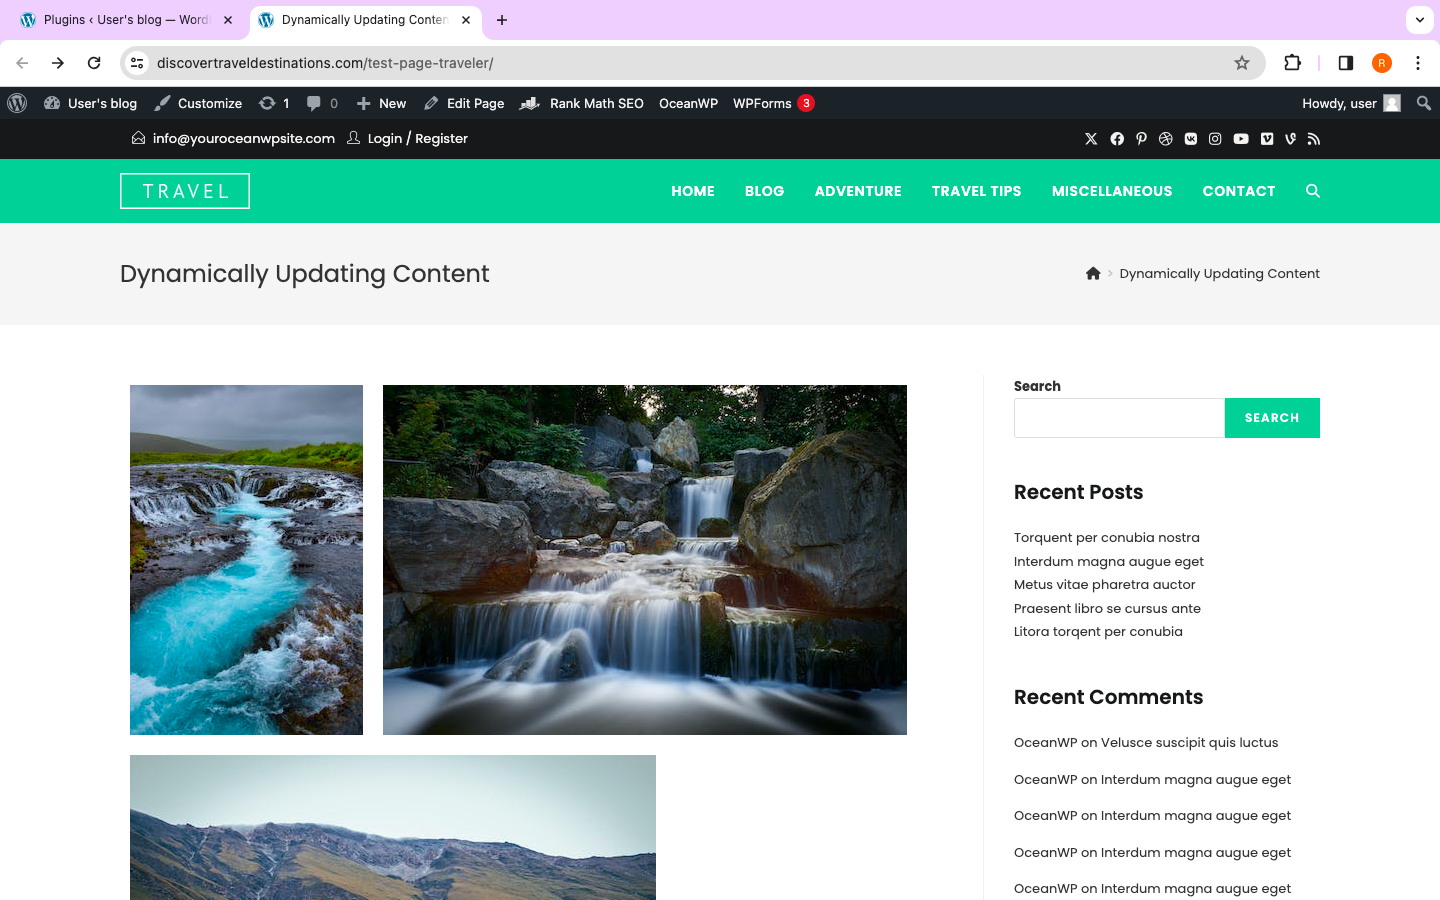 Plugins ‹ User's blog — Word
Dynamically Updating Conten
discovertraveldestinations.com/test-page-traveler/
R
User's blog
Customize
1
0
New
Edit Page
Rank Math SEO
OceanWP
WPForms 3
Howdy, user
info@youroceanwpsite.com
Login / Register
TRAVEL
HOME
BLOG
ADVENTURE
TRAVEL TIPS
MISCELLANEOUS
CONTACT
Dynamically Updating Content
> Dynamically Updating Content
Search
SEARCH
Recent Posts
Torquent per conubia nostra
Interdum magna augue eget
Metus vitae pharetra auctor
Praesent libro se cursus ante
Litora torqent per conubia
Recent Comments
OceanWP on Velusce suscipit quis luctus
OceanWP on Interdum magna augue eget
OceanWP on Interdum magna augue eget
OceanWP on Interdum magna augue eget
OceanWP on Interdum magna augue eget